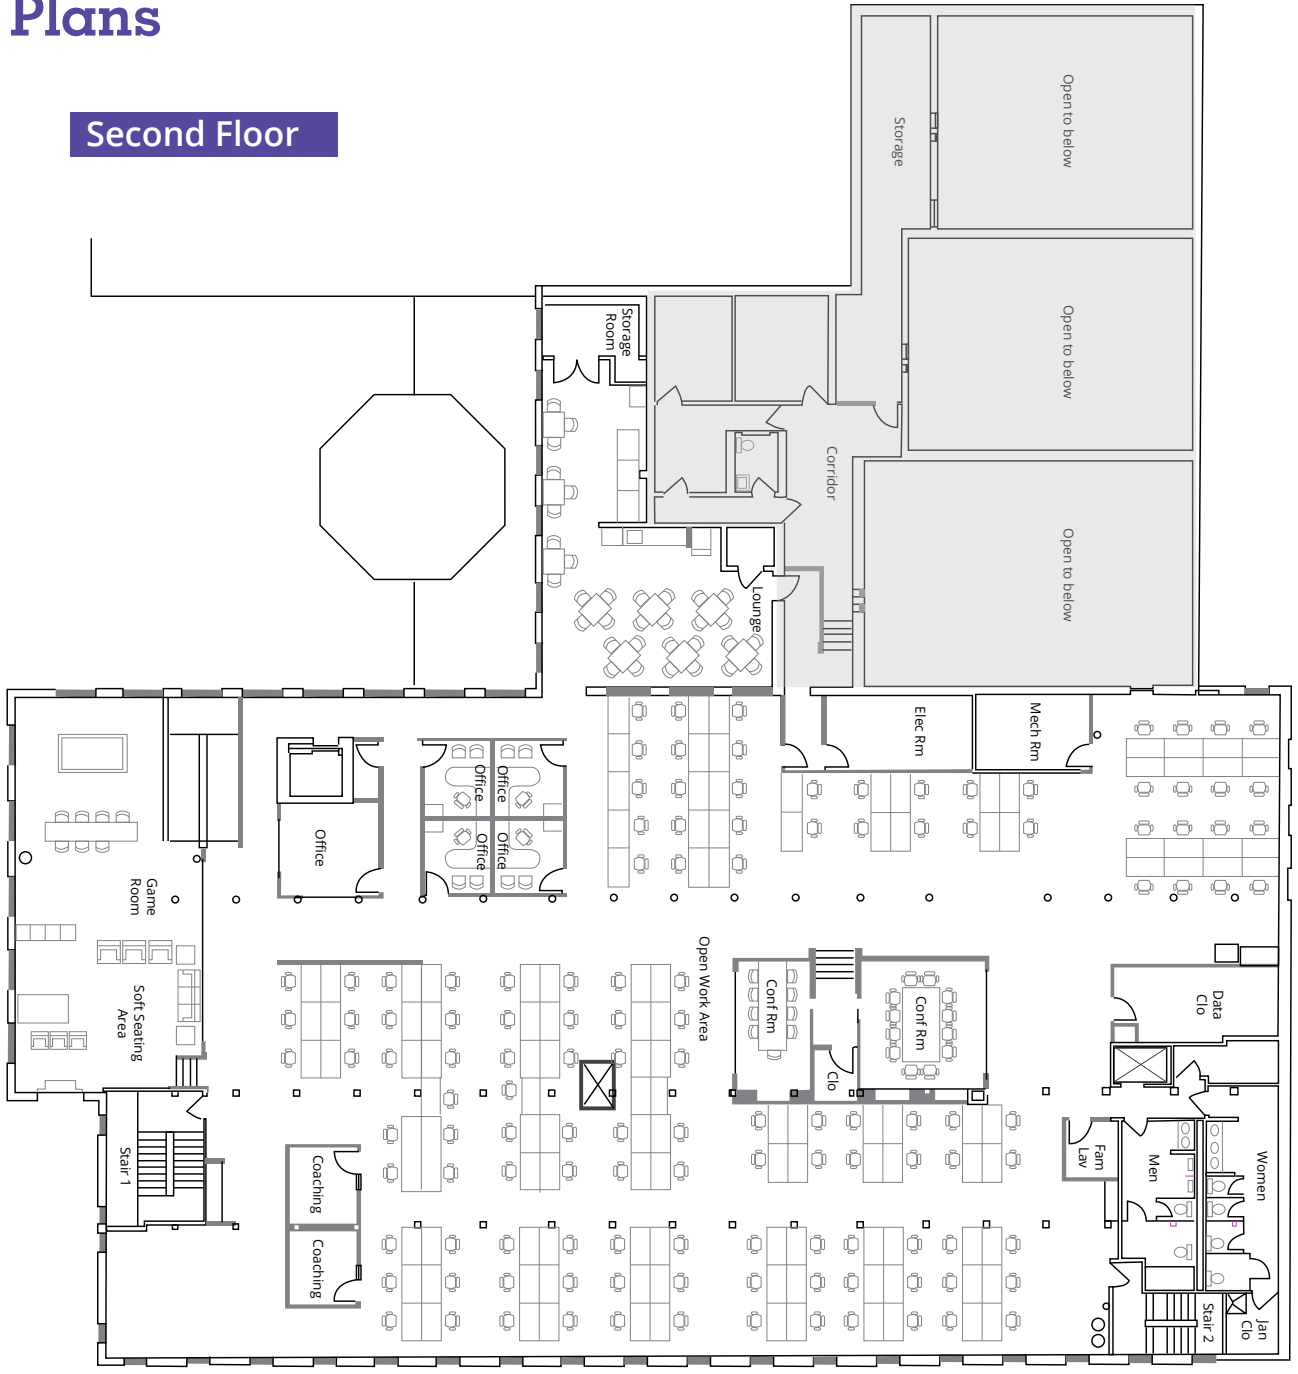 Plans
Second Floor
Open to below
Storage
Open to below
Storage
Room
Corridor
Open to below
Lounge
Elec Rm
Mech Rm
Office
Office
Office
Office
Office
Game
Room
Open Work Area
Soft Seating
Area
Conf Rm
Conf Rm
Data
Clo
Clo
Stair 1
Coaching
Coaching
Fam
Lav
Men
Women
Stair 2
Jan
Clo